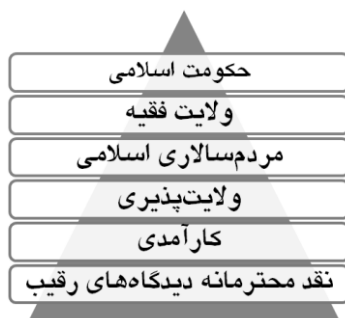 حکومت اسلامی
ولایت فقیه
مردم‌سالاری اسلامی
ولایت‌پذیری
کارآمدی
نقد محترمانه دیدگاه‌های رقیب